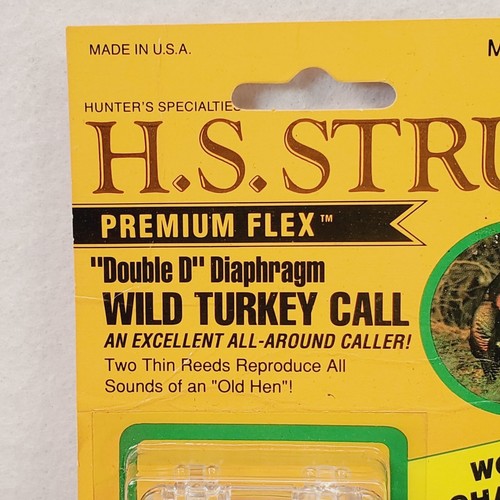 MADE IN U.S.A.
HUNTER'S SPECIALTIES
H.S. STRU
PREMIUM FLEX™
"Double D" Diaphragm
WILD TURKEY CALL
AN EXCELLENT ALL-AROUND CALLER!
Two Thin Reeds Reproduce All
Sounds of an "Old Hen"!